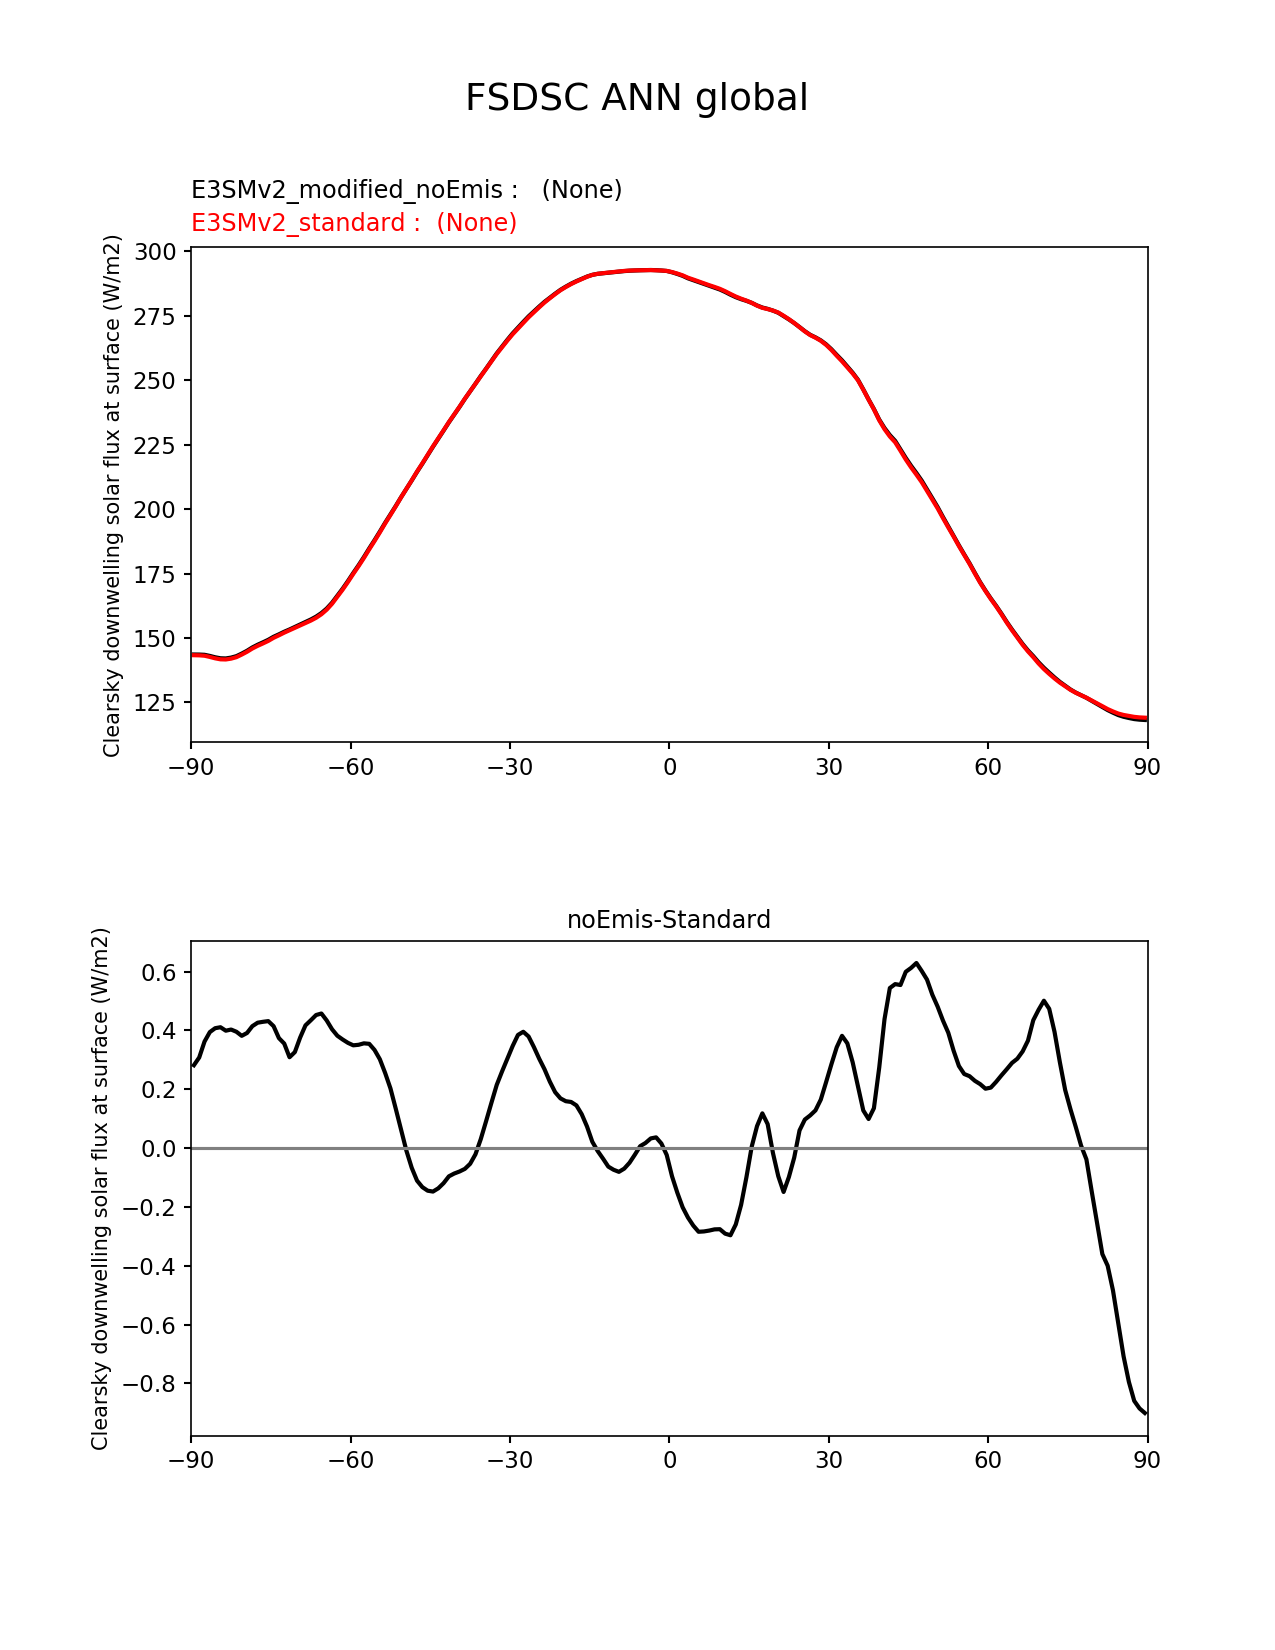 FSDSC ANN global
E3SMv2_modified_noEmis :   (None)
E3SMv2_standard :  (None)
Clearsky downwelling solar flux at surface (W/m2)
300
275
250
225
200
175
150
125
−90 −60 −30 0 30 60 90
noEmis-Standard
Clearsky downwelling solar flux at surface (W/m2)
0.6
0.4
0.2
0.0
−0.2
−0.4
−0.6
−0.8
−90 −60 −30 0 30 60 90